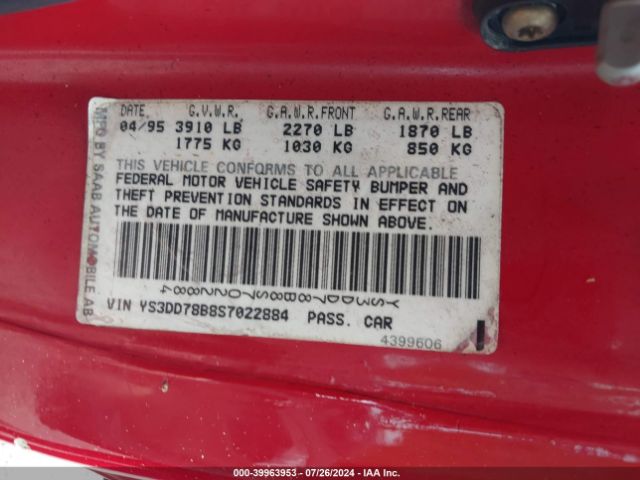 DATE G.V.W.R. G.A.W.R.FRONT G.A.W.R.REAR
04/95 3910 LB 2270 LB 1870 LB
1775 KG 1030 KG 850 KG
THIS VEHICLE CONFORMS TO ALL APPLICABLE
FEDERAL MOTOR VEHICLE SAFETY BUMPER AND
THEFT PREVENTION STANDARDS IN EFFECT ON
THE DATE OF MANUFACTURE SHOWN ABOVE.
MFG BY SAAB AUTOMOBILE AB
YS3DD78B8S7022884
VIN YS3DD78B8S7022884 PASS. CAR
4399606
000-39963953 | 07/26/2024 | IAA Inc.